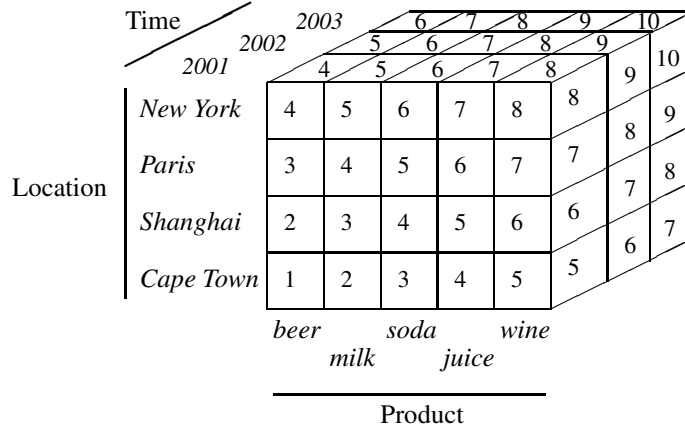 Time 2003 6 7 8 9 10
2002 5 6 7 8 9 10
2001 4 5 6 7 8 9
New York 4 5 6 7 8 8 9
Paris 3 4 5 6 7 7 8 8
Location
Shanghai 2 3 4 5 6 6 7 7
Cape Town 1 2 3 4 5 5 6
beer soda wine
milk juice
Product